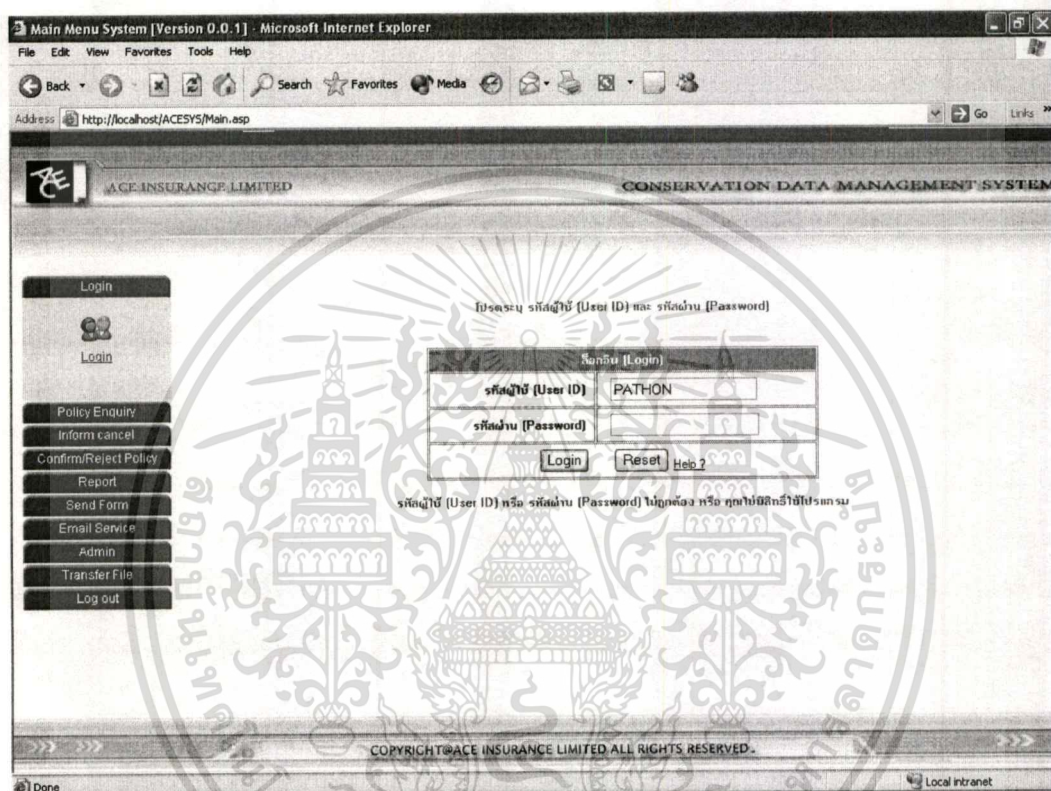 Main Menu System [Version 0.0.1] - Microsoft Internet Explorer
File Edit View Favorites Tools Help
Back Search Favorites Media
Address http://localhost/ACESYS/Main.asp Go Links »
ACE
ACE INSURANCE LIMITED
CONSERVATION DATA MANAGEMENT SYSTEM
Login
Login
Policy Enquiry
Inform cancel
Confirm/Reject Policy
Report
Send Form
Email Service
Admin
Transfer File
Log out
โปรดระบุ รหัสผู้ใช้ (User ID) และ รหัสผ่าน (Password)
ล็อกอิน (Login)
รหัสผู้ใช้ (User ID) PATHON
รหัสผ่าน (Password)
Login Reset Help ?
รหัสผู้ใช้ (User ID) หรือ รหัสผ่าน (Password) ไม่ถูกต้อง หรือ คุณไม่มีสิทธิ์ใช้โปรแกรม
COPYRIGHT@ACE INSURANCE LIMITED ALL RIGHTS RESERVED.
Done
Local intranet